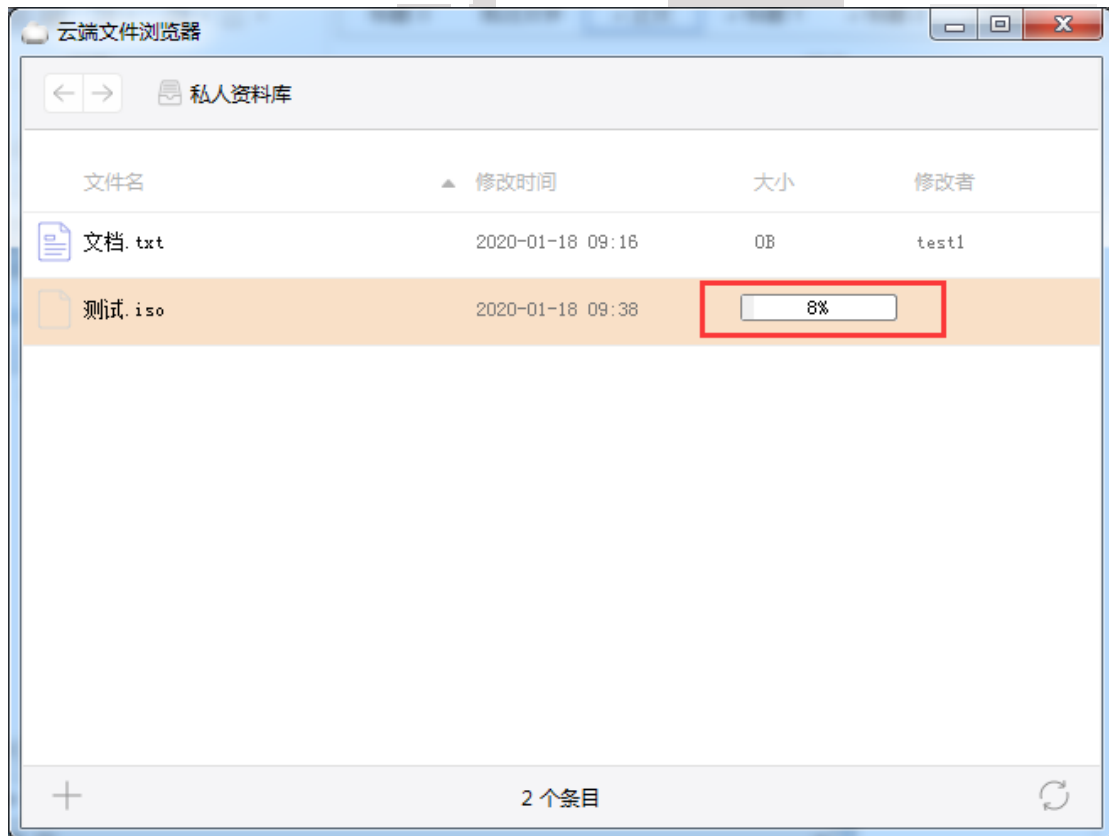 云端文件浏览器
私人资料库
文件名 修改时间 大小 修改者
文档.txt 2020-01-18 09:16 0B test1
测试.iso 2020-01-18 09:38 8%
2 个条目